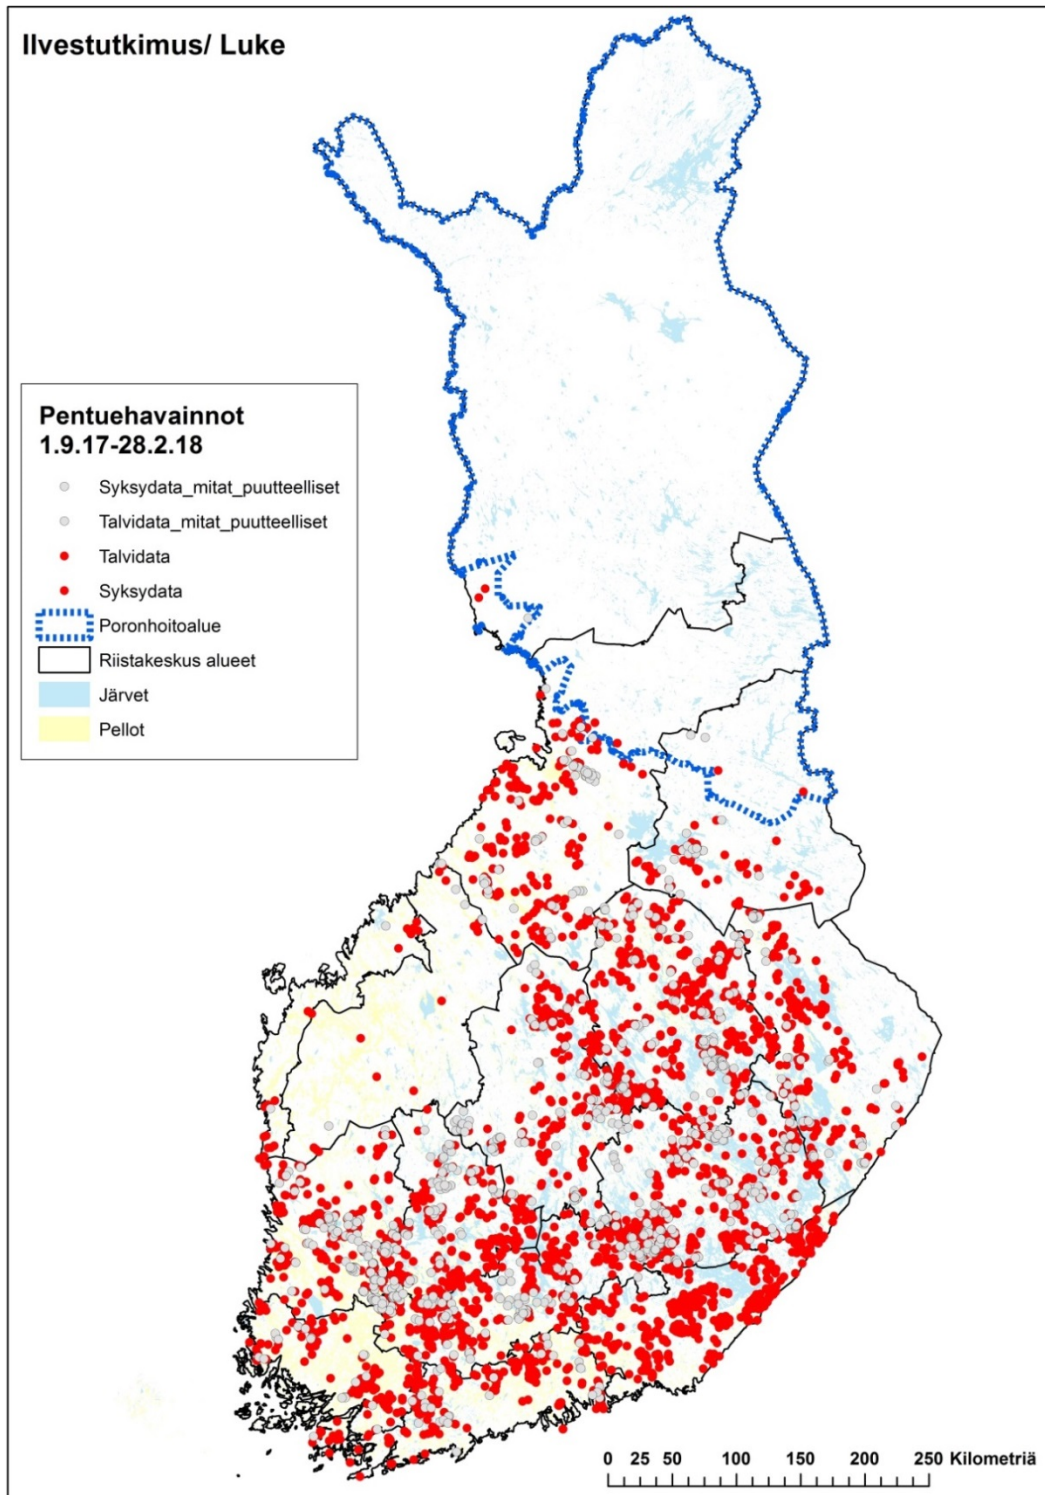 Ilvestutkimus/ Luke
Pentuehavainnot
1.9.17-28.2.18
Syksydata_mitat_puutteelliset
Talvidata_mitat_puutteelliset
Talvidata
Syksydata
Poronhoitoalue
Riistakeskus alueet
Järvet
Pellot
0 25 50 100 150 200 250 Kilometriä